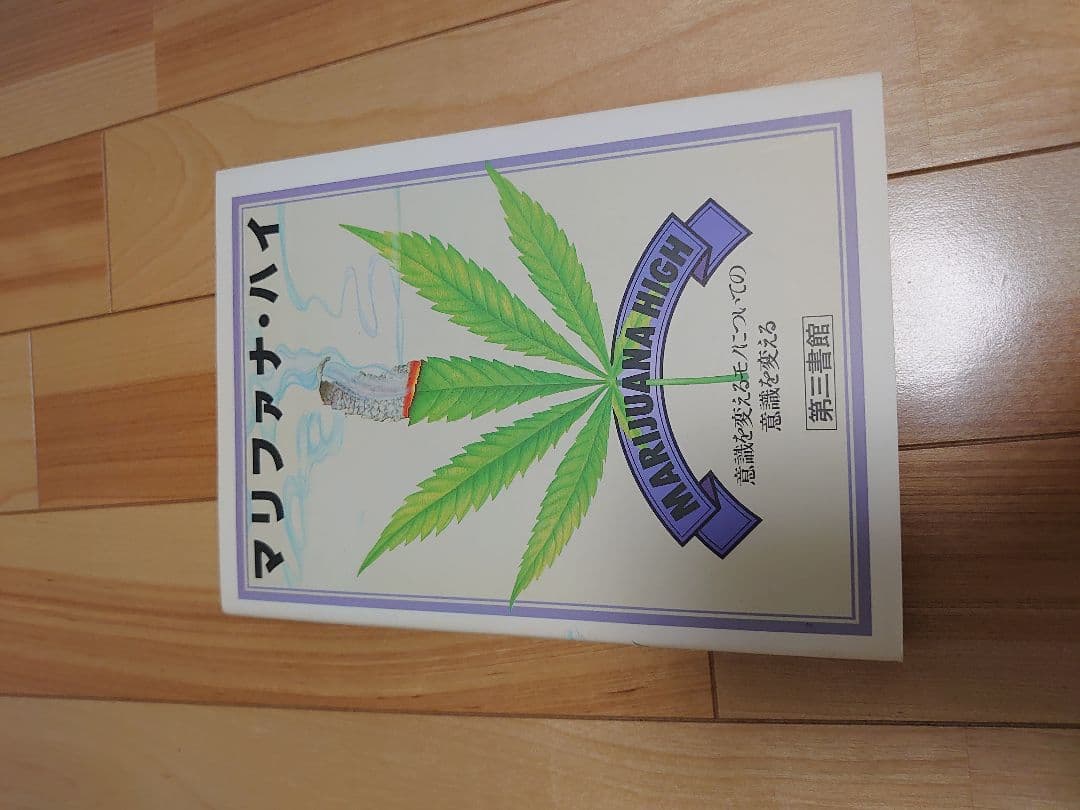 マリファナ・ハイ
MARIJUANA HIGH
意識を変えるモノについての
意識を変える
第三書館